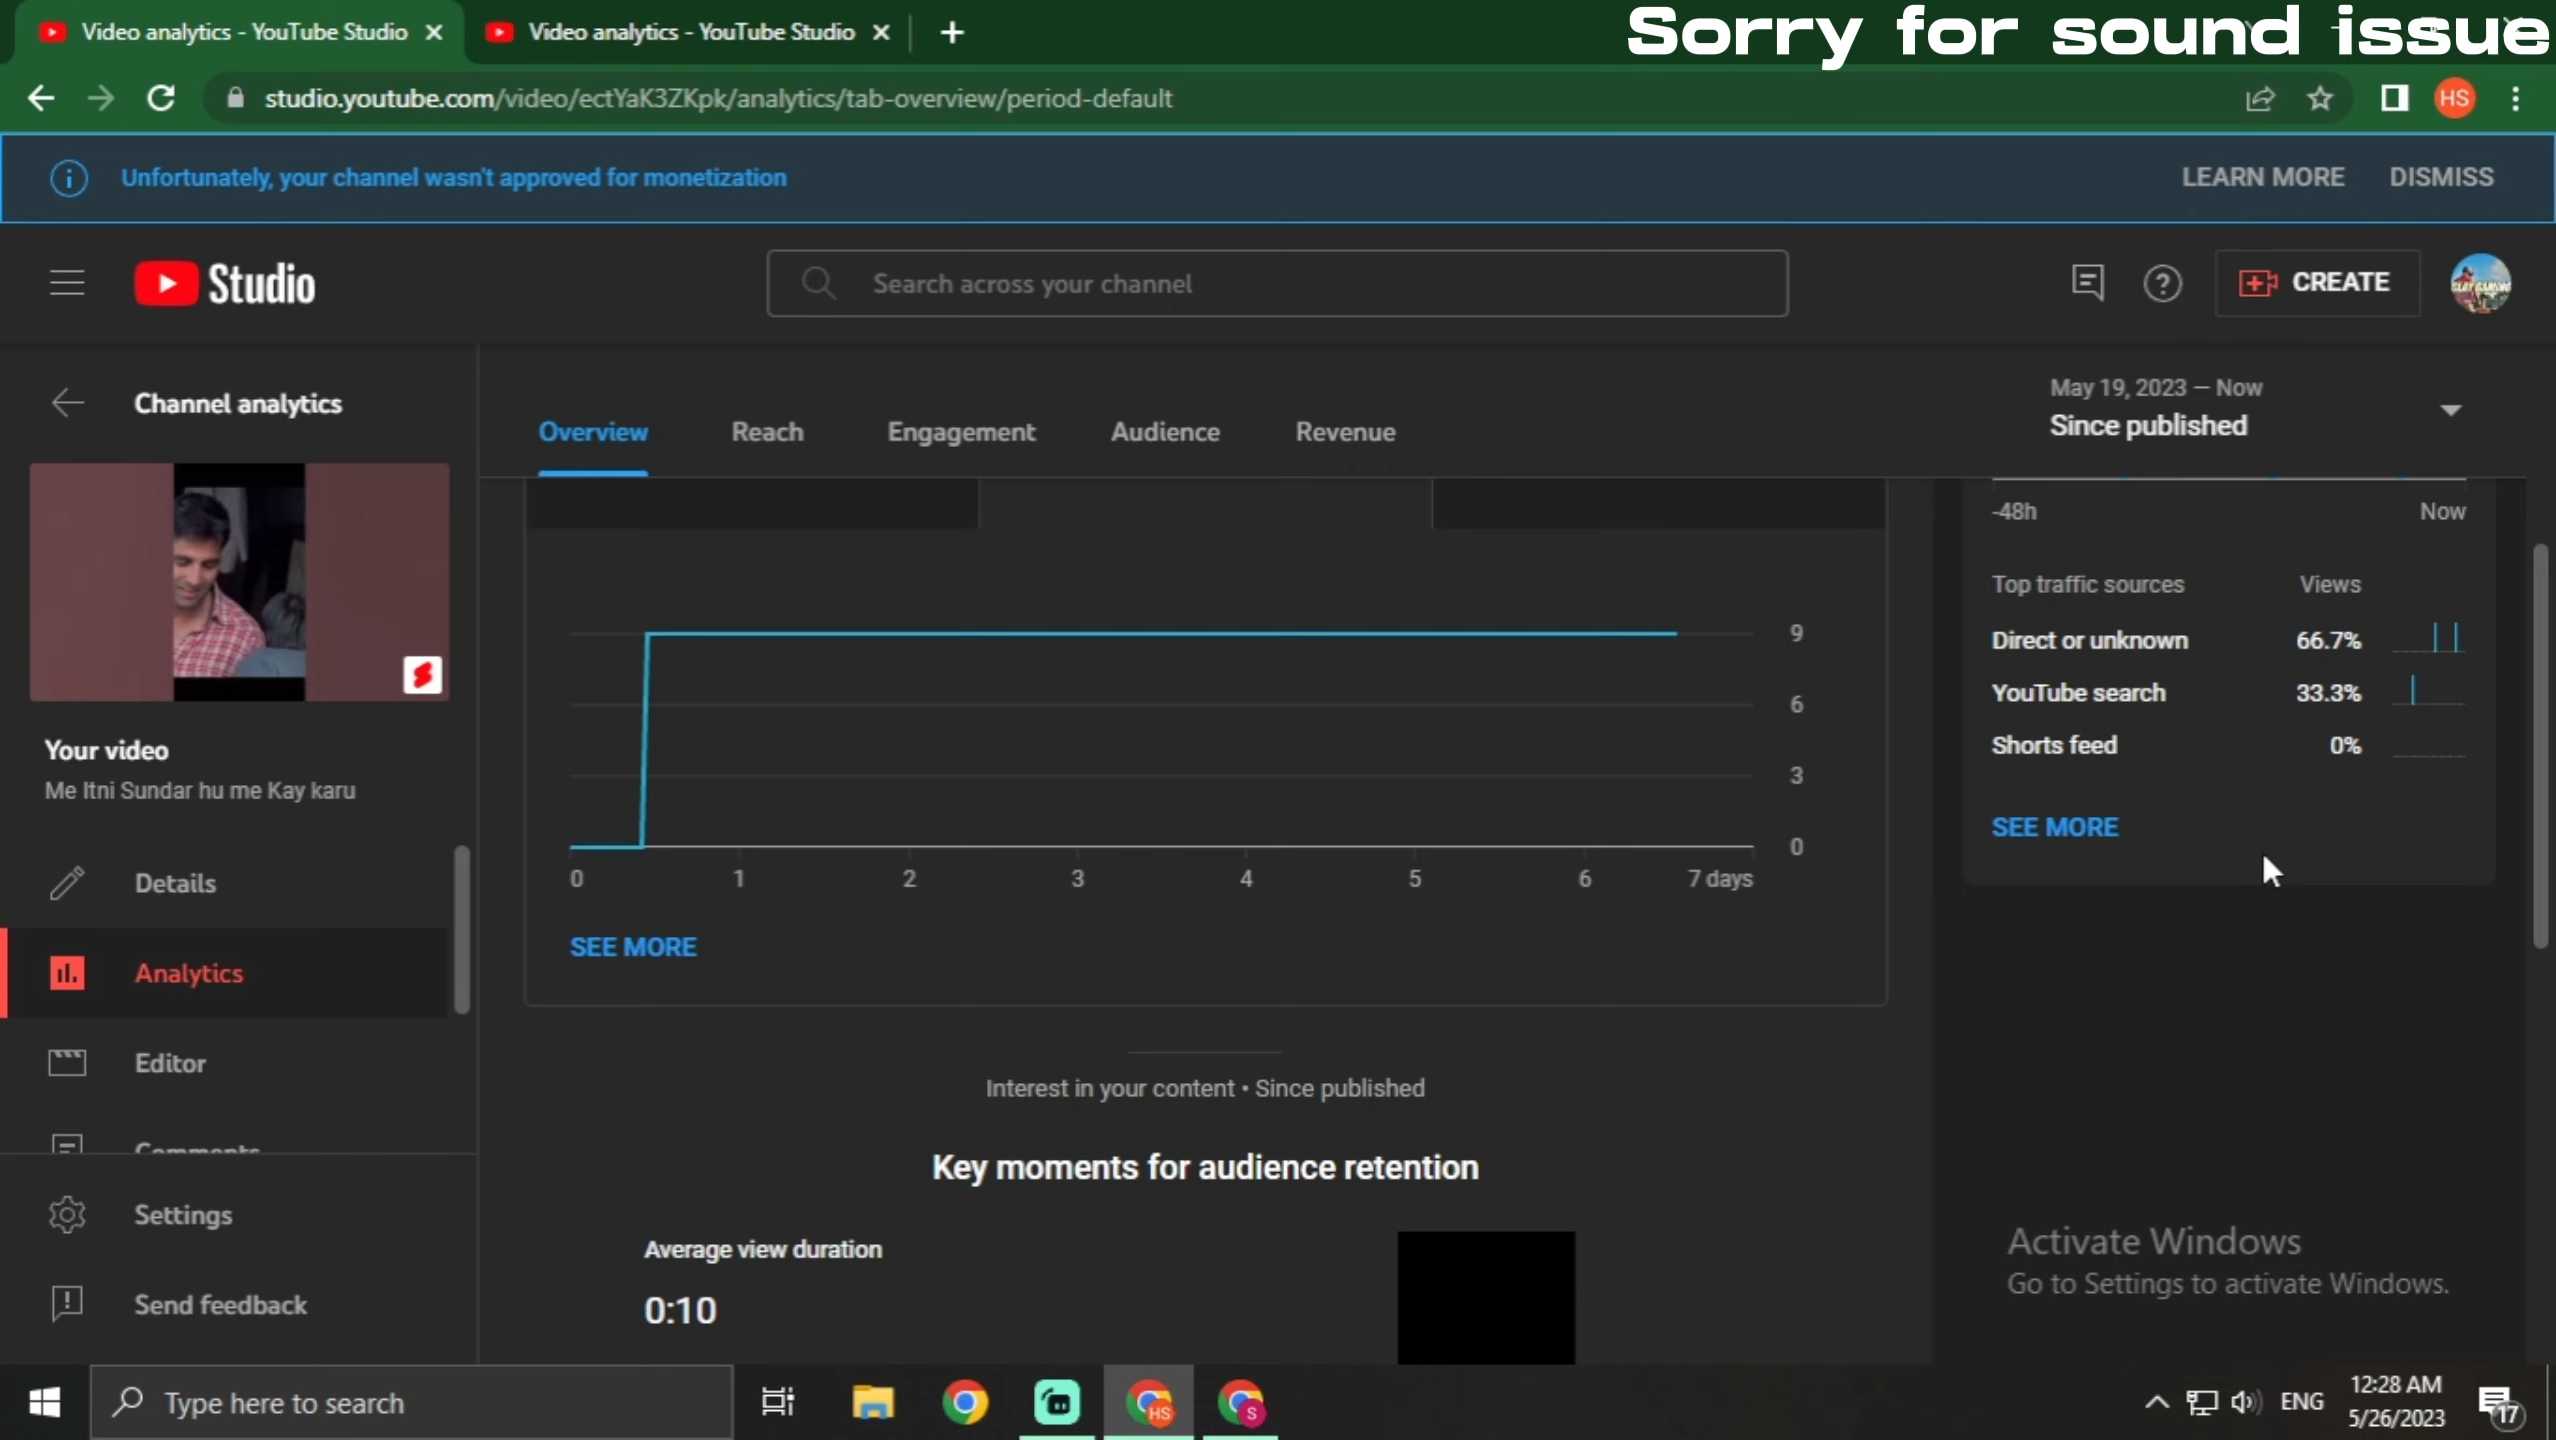 Video analytics - YouTube Studio
Video analytics - YouTube Studio
Sorry for sound issue
studio.youtube.com/video/ectYaK3ZKpk/analytics/tab-overview/period-default
HS
Unfortunately, your channel wasn't approved for monetization
LEARN MORE
DISMISS
Studio
Search across your channel
CREATE
Channel analytics
Overview
Reach
Engagement
Audience
Revenue
May 19, 2023 – Now
Since published
Your video
Me Itni Sundar hu me Kay karu
Details
Analytics
Editor
Comments
Settings
Send feedback
9
6
3
0
0
1
2
3
4
5
6
7 days
SEE MORE
-48h
Now
Top traffic sources
Views
Direct or unknown
66.7%
YouTube search
33.3%
Shorts feed
0%
SEE MORE
Interest in your content • Since published
Key moments for audience retention
Average view duration
0:10
Activate Windows
Go to Settings to activate Windows.
Type here to search
HS
S
ENG
12:28 AM
5/26/2023
17